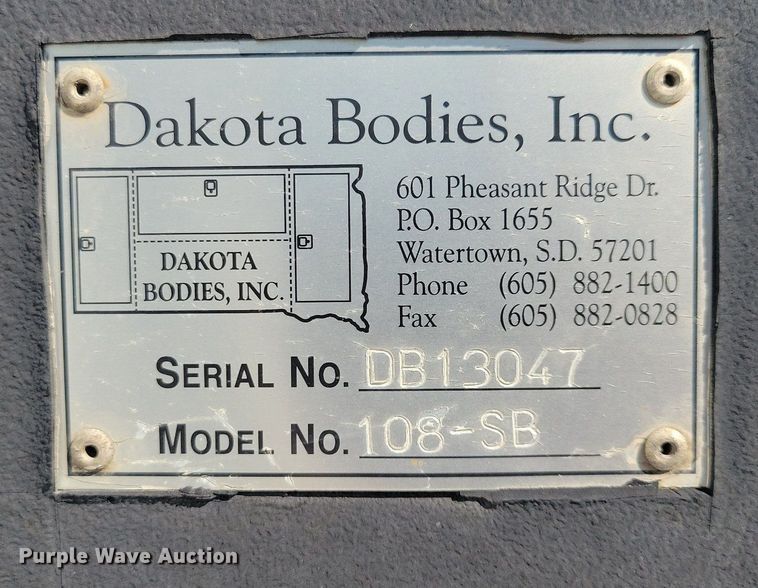 Dakota Bodies, Inc.
DAKOTA
BODIES, INC.
601 Pheasant Ridge Dr.
P.O. Box 1655
Watertown, S.D. 57201
Phone (605) 882-1400
Fax (605) 882-0828
SERIAL NO. DB13047
MODEL NO. 108-SB
Purple Wave Auction